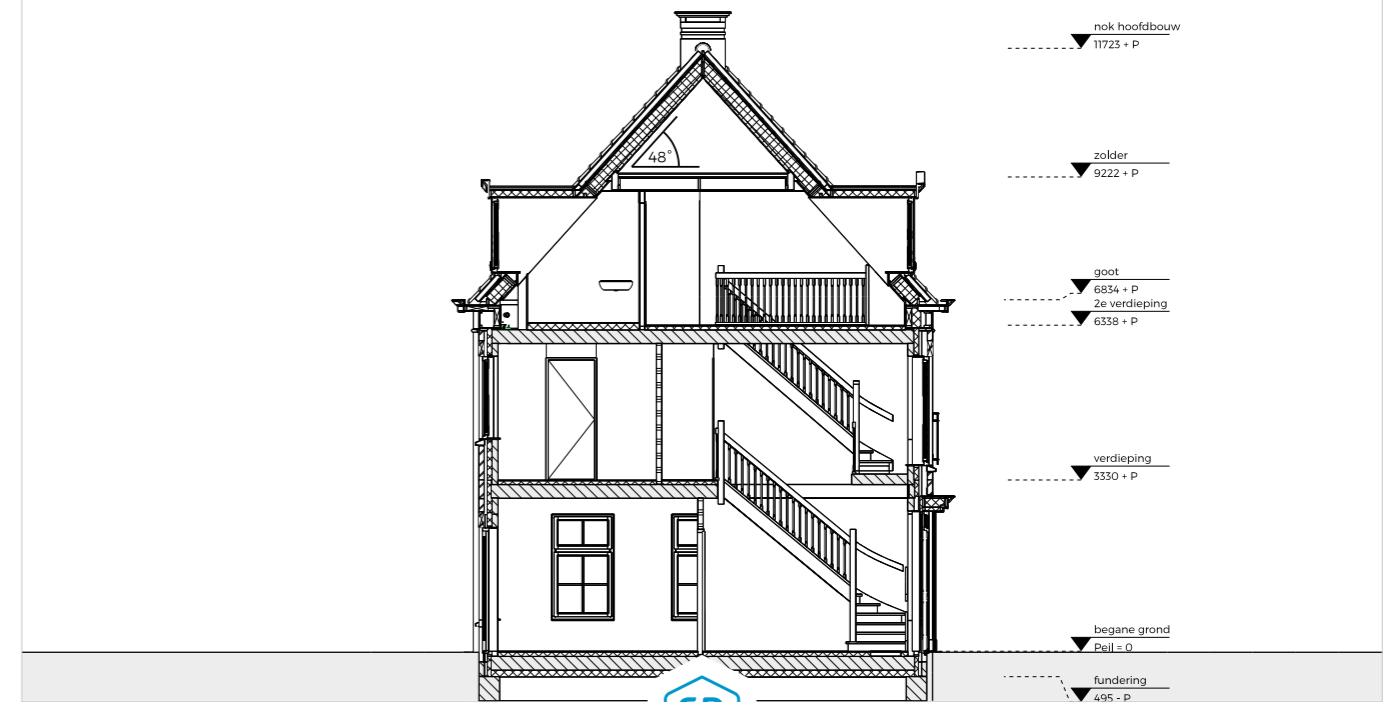 nok hoofdbouw
11723 + P
zolder
9222 + P
48°
goot
6834 + P
2e verdieping
6338 + P
verdieping
3330 + P
begane grond
Peil = 0
fundering
495 - P